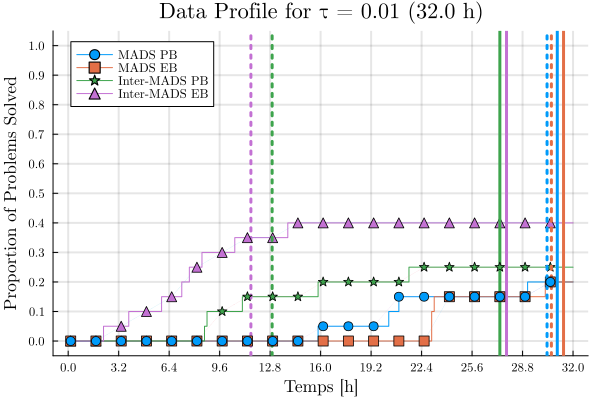 Data Profile for τ = 0.01 (32.0 h)
MADS PB
MADS EB
Inter-MADS PB
Inter-MADS EB
Proportion of Problems Solved
1.0
0.9
0.8
0.7
0.6
0.5
0.4
0.3
0.2
0.1
0.0
0.0 3.2 6.4 9.6 12.8 16.0 19.2 22.4 25.6 28.8 32.0
Temps [h]